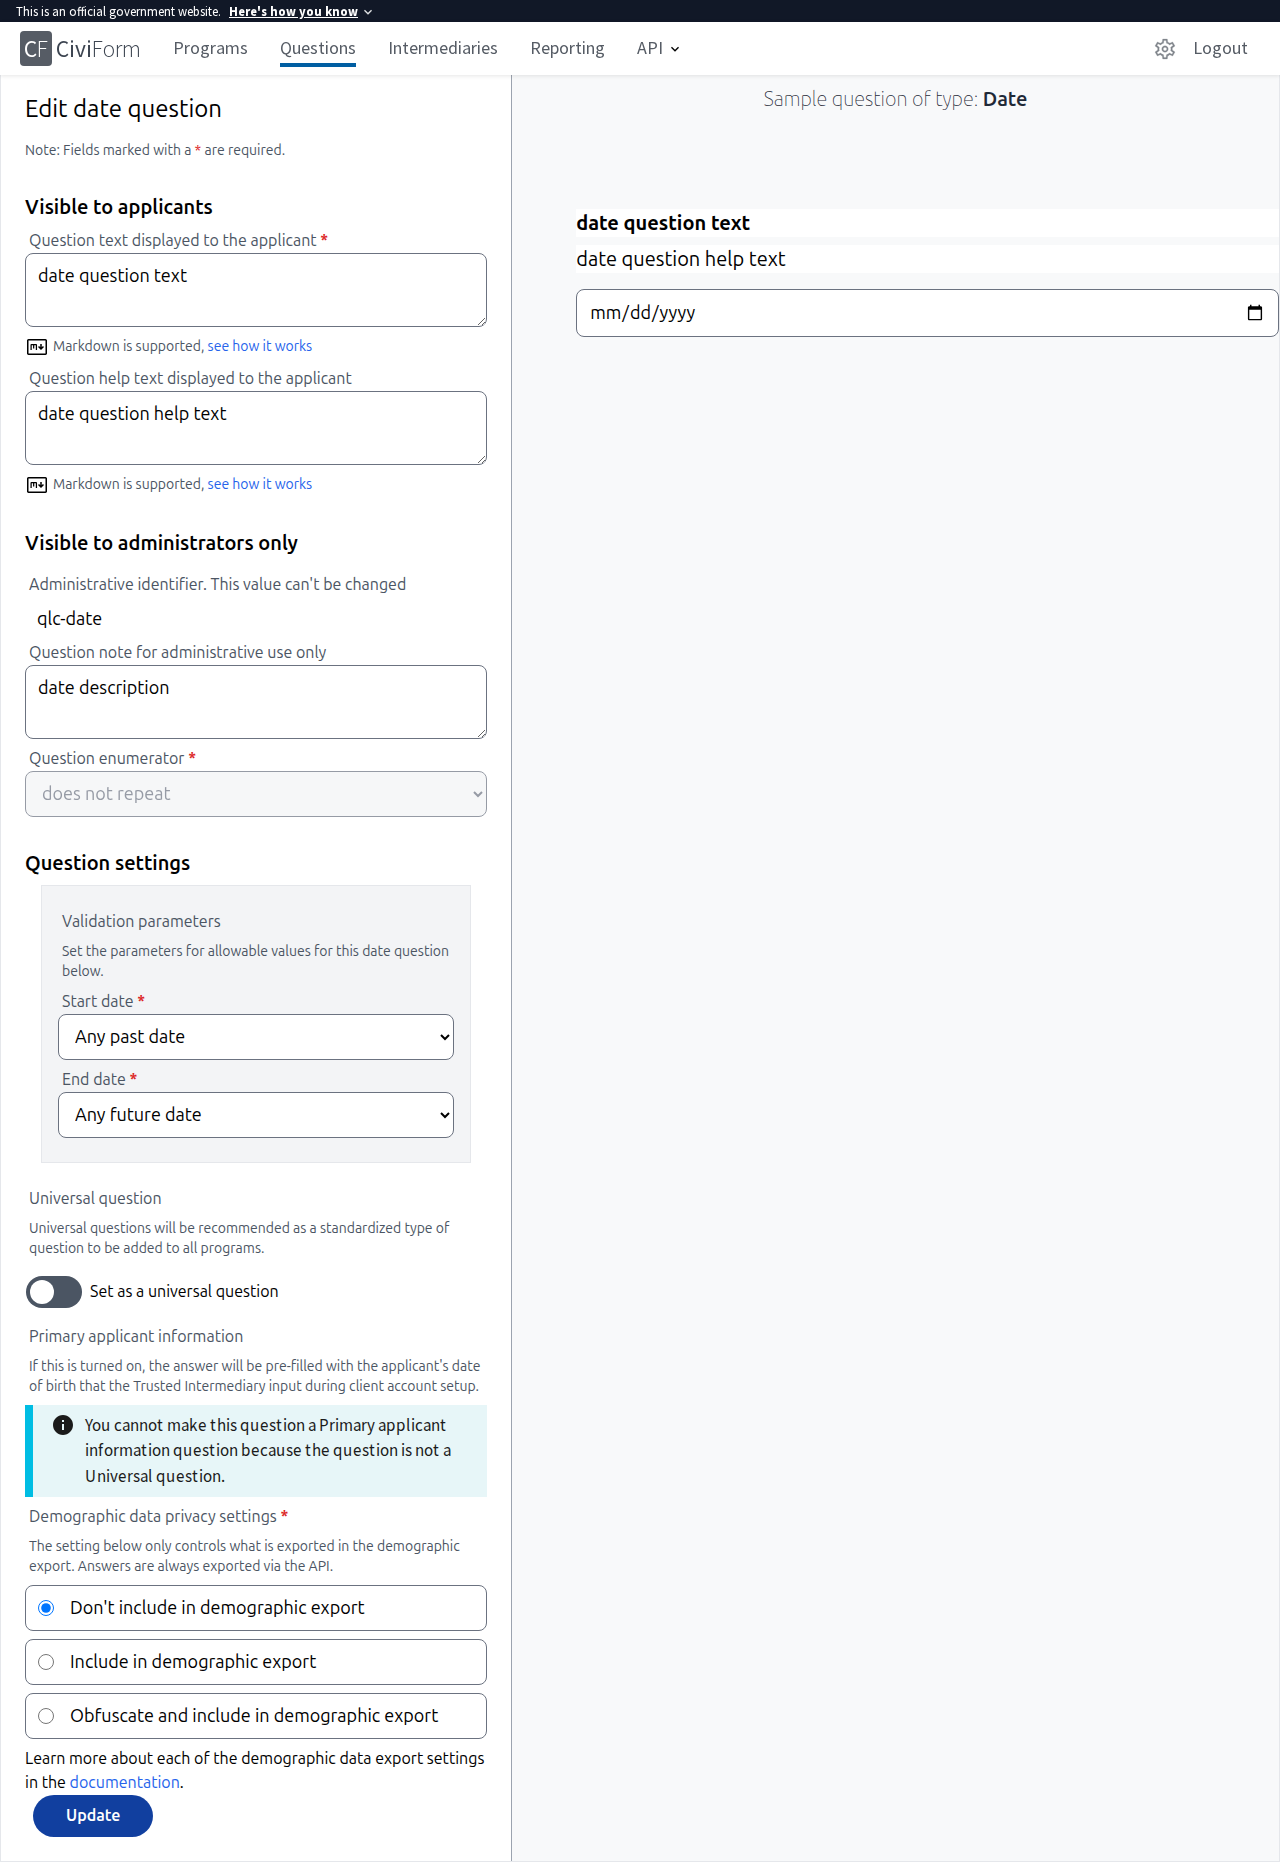 This is an official government website. Here's how you know
CF CiviForm Programs Questions Intermediaries Reporting API Logout
Edit date question
Note: Fields marked with a * are required.
Visible to applicants
Question text displayed to the applicant *
date question text
Markdown is supported, see how it works
Question help text displayed to the applicant
date question help text
Markdown is supported, see how it works
Visible to administrators only
Administrative identifier. This value can't be changed
qlc-date
Question note for administrative use only
date description
Question enumerator *
does not repeat
Question settings
Validation parameters
Set the parameters for allowable values for this date question
below.
Start date *
Any past date
End date *
Any future date
Universal question
Universal questions will be recommended as a standardized type of
question to be added to all programs.
Set as a universal question
Primary applicant information
If this is turned on, the answer will be pre-filled with the applicant's date
of birth that the Trusted Intermediary input during client account setup.
You cannot make this question a Primary applicant
information question because the question is not a
Universal question.
Demographic data privacy settings *
The setting below only controls what is exported in the demographic
export. Answers are always exported via the API.
Don't include in demographic export
Include in demographic export
Obfuscate and include in demographic export
Learn more about each of the demographic data export settings
in the documentation.
Update
Sample question of type: Date
date question text
date question help text
mm/dd/yyyy